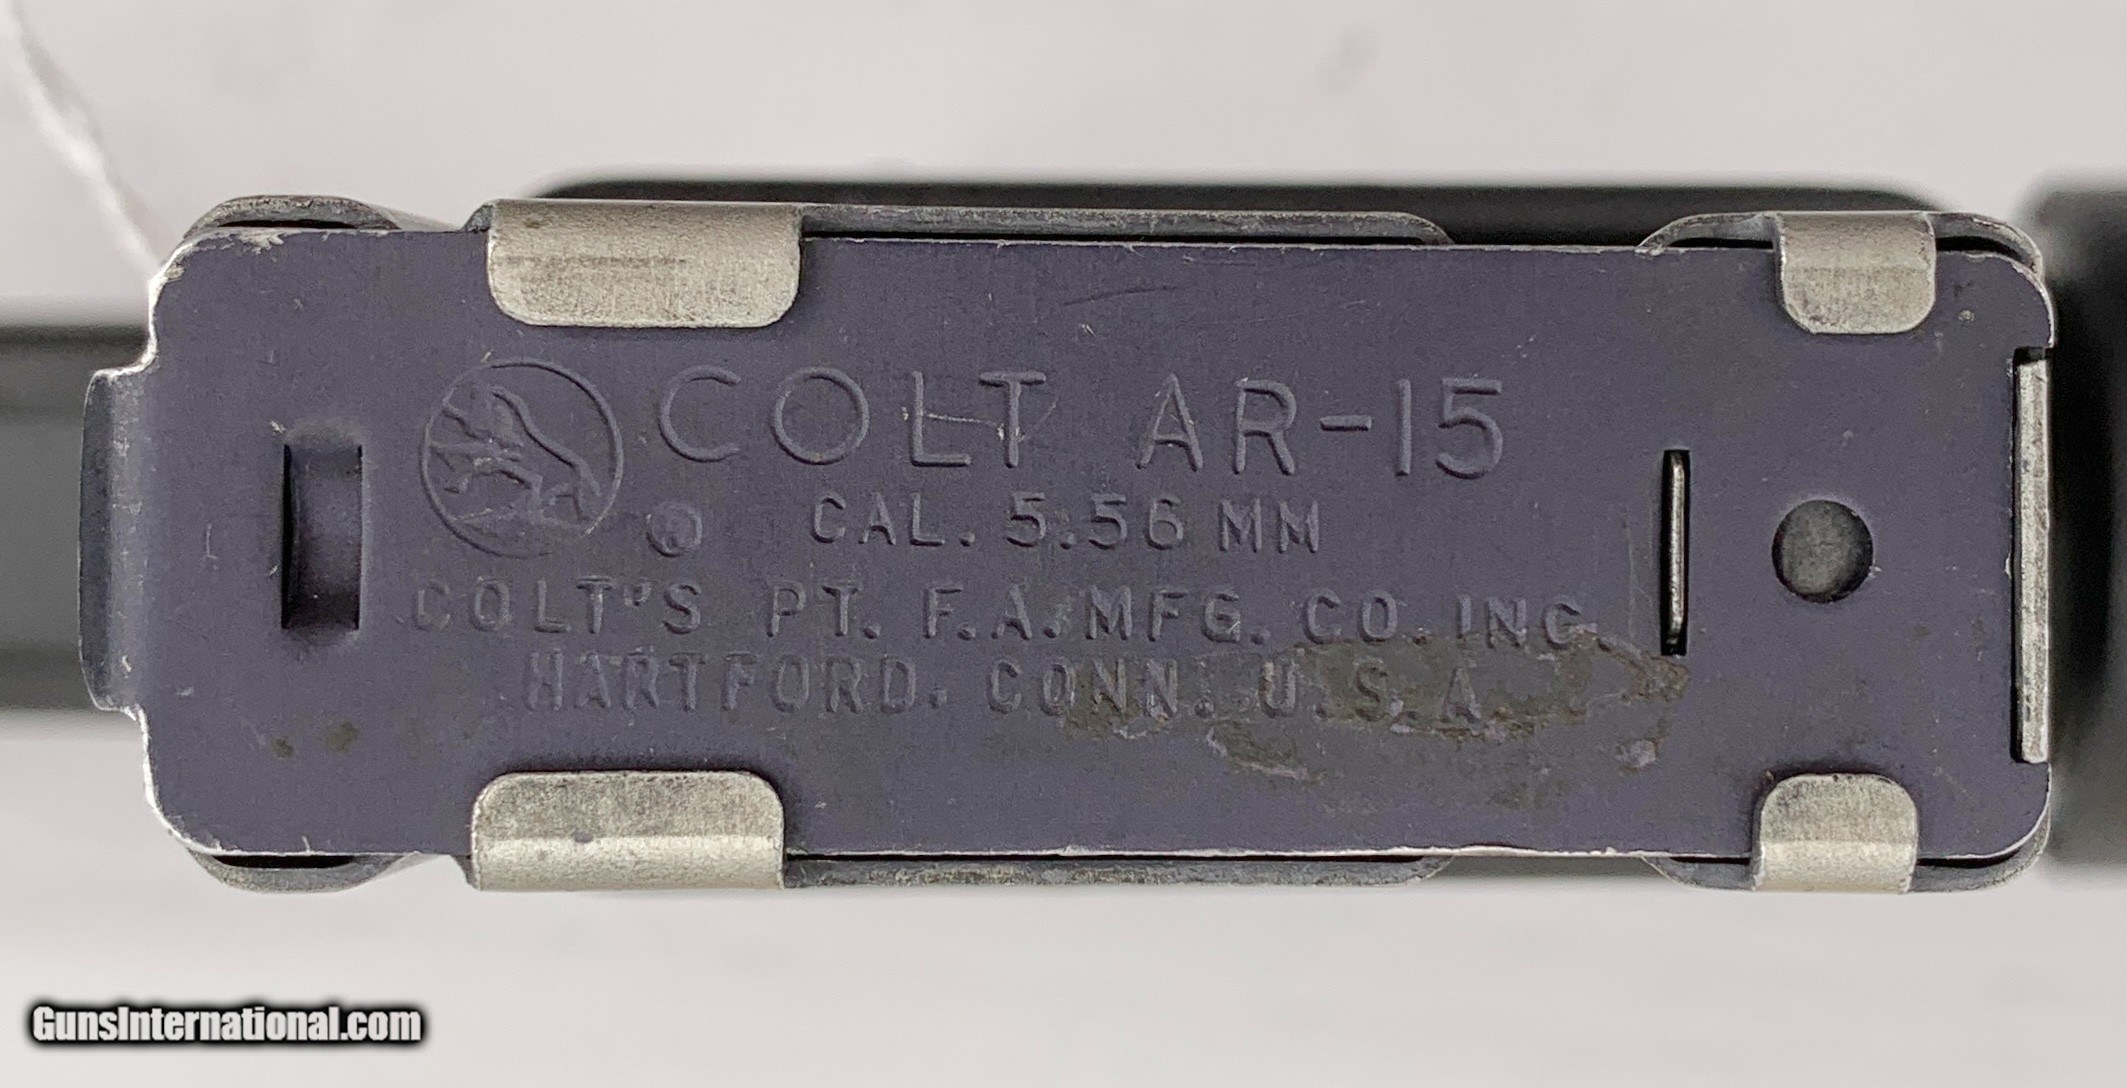 COLT AR-15
® CAL. 5.56 MM
COLT'S PT. F.A. MFG. CO. INC.
HARTFORD. CONN. U.S.A.
GunsInternational.com